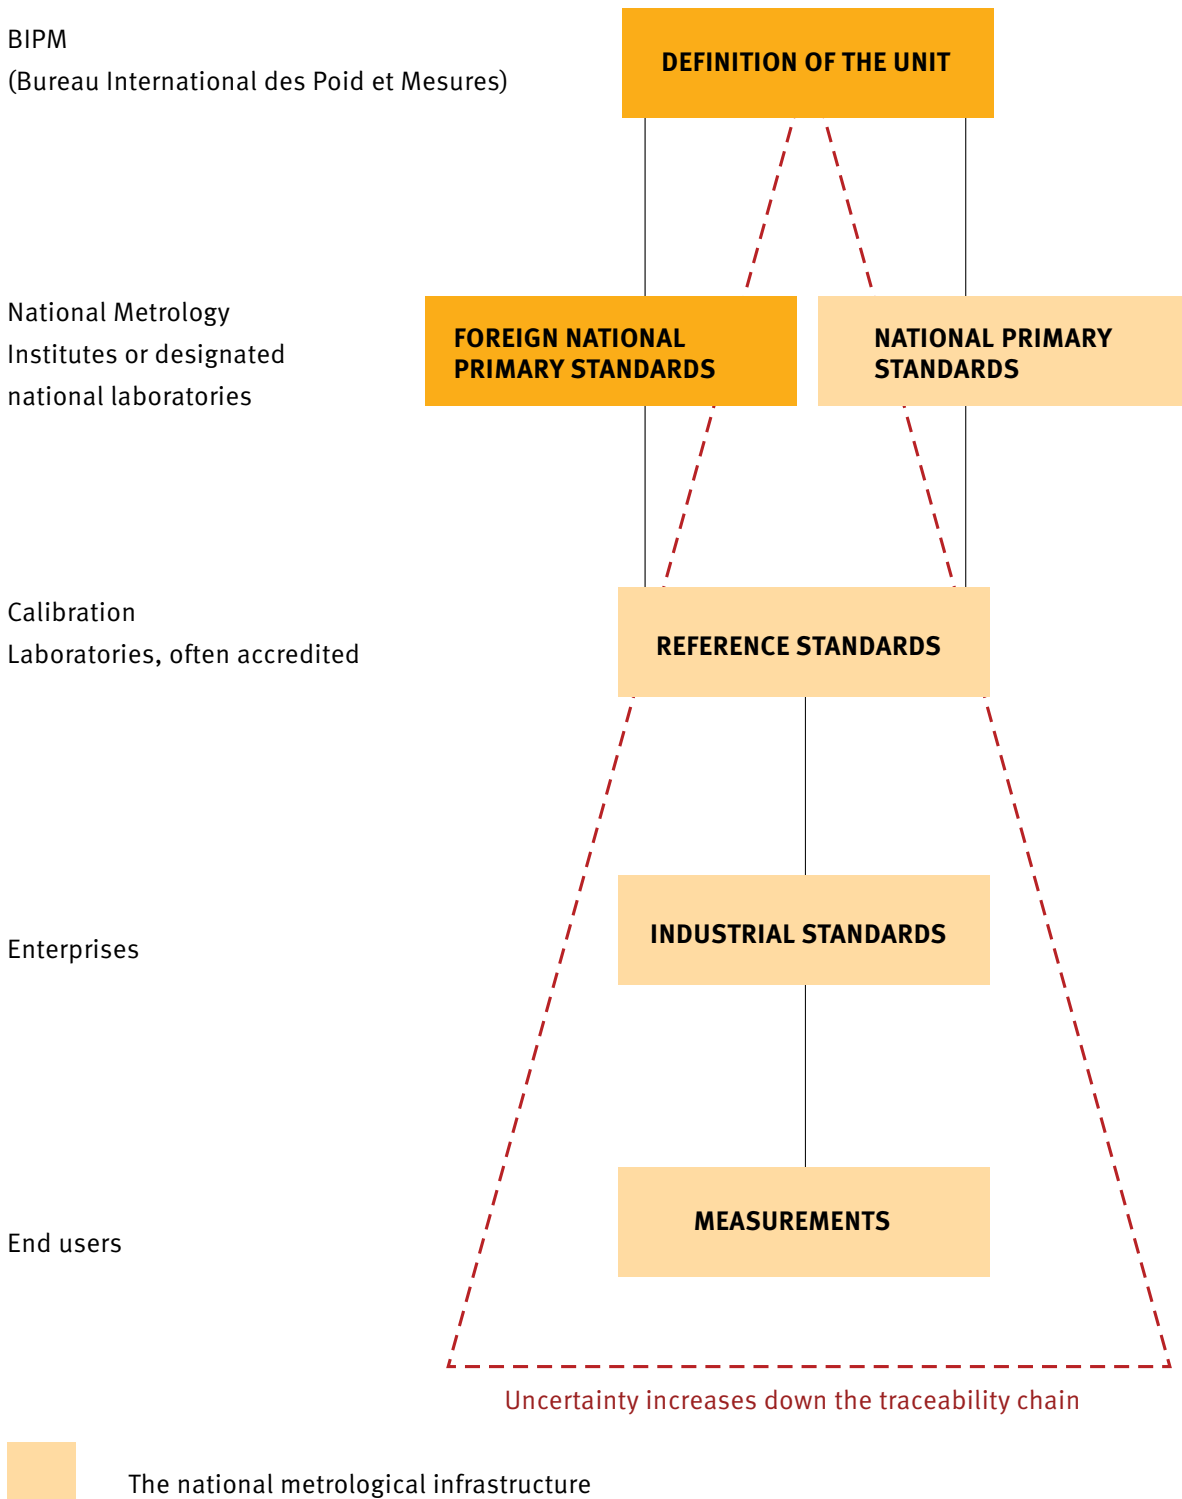 BIPM
(Bureau International des Poid et Mesures)
DEFINITION OF THE UNIT
National Metrology
Institutes or designated
national laboratories
FOREIGN NATIONAL
PRIMARY STANDARDS
NATIONAL PRIMARY
STANDARDS
Calibration
Laboratories, often accredited
REFERENCE STANDARDS
Enterprises
INDUSTRIAL STANDARDS
End users
MEASUREMENTS
Uncertainty increases down the traceability chain
The national metrological infrastructure